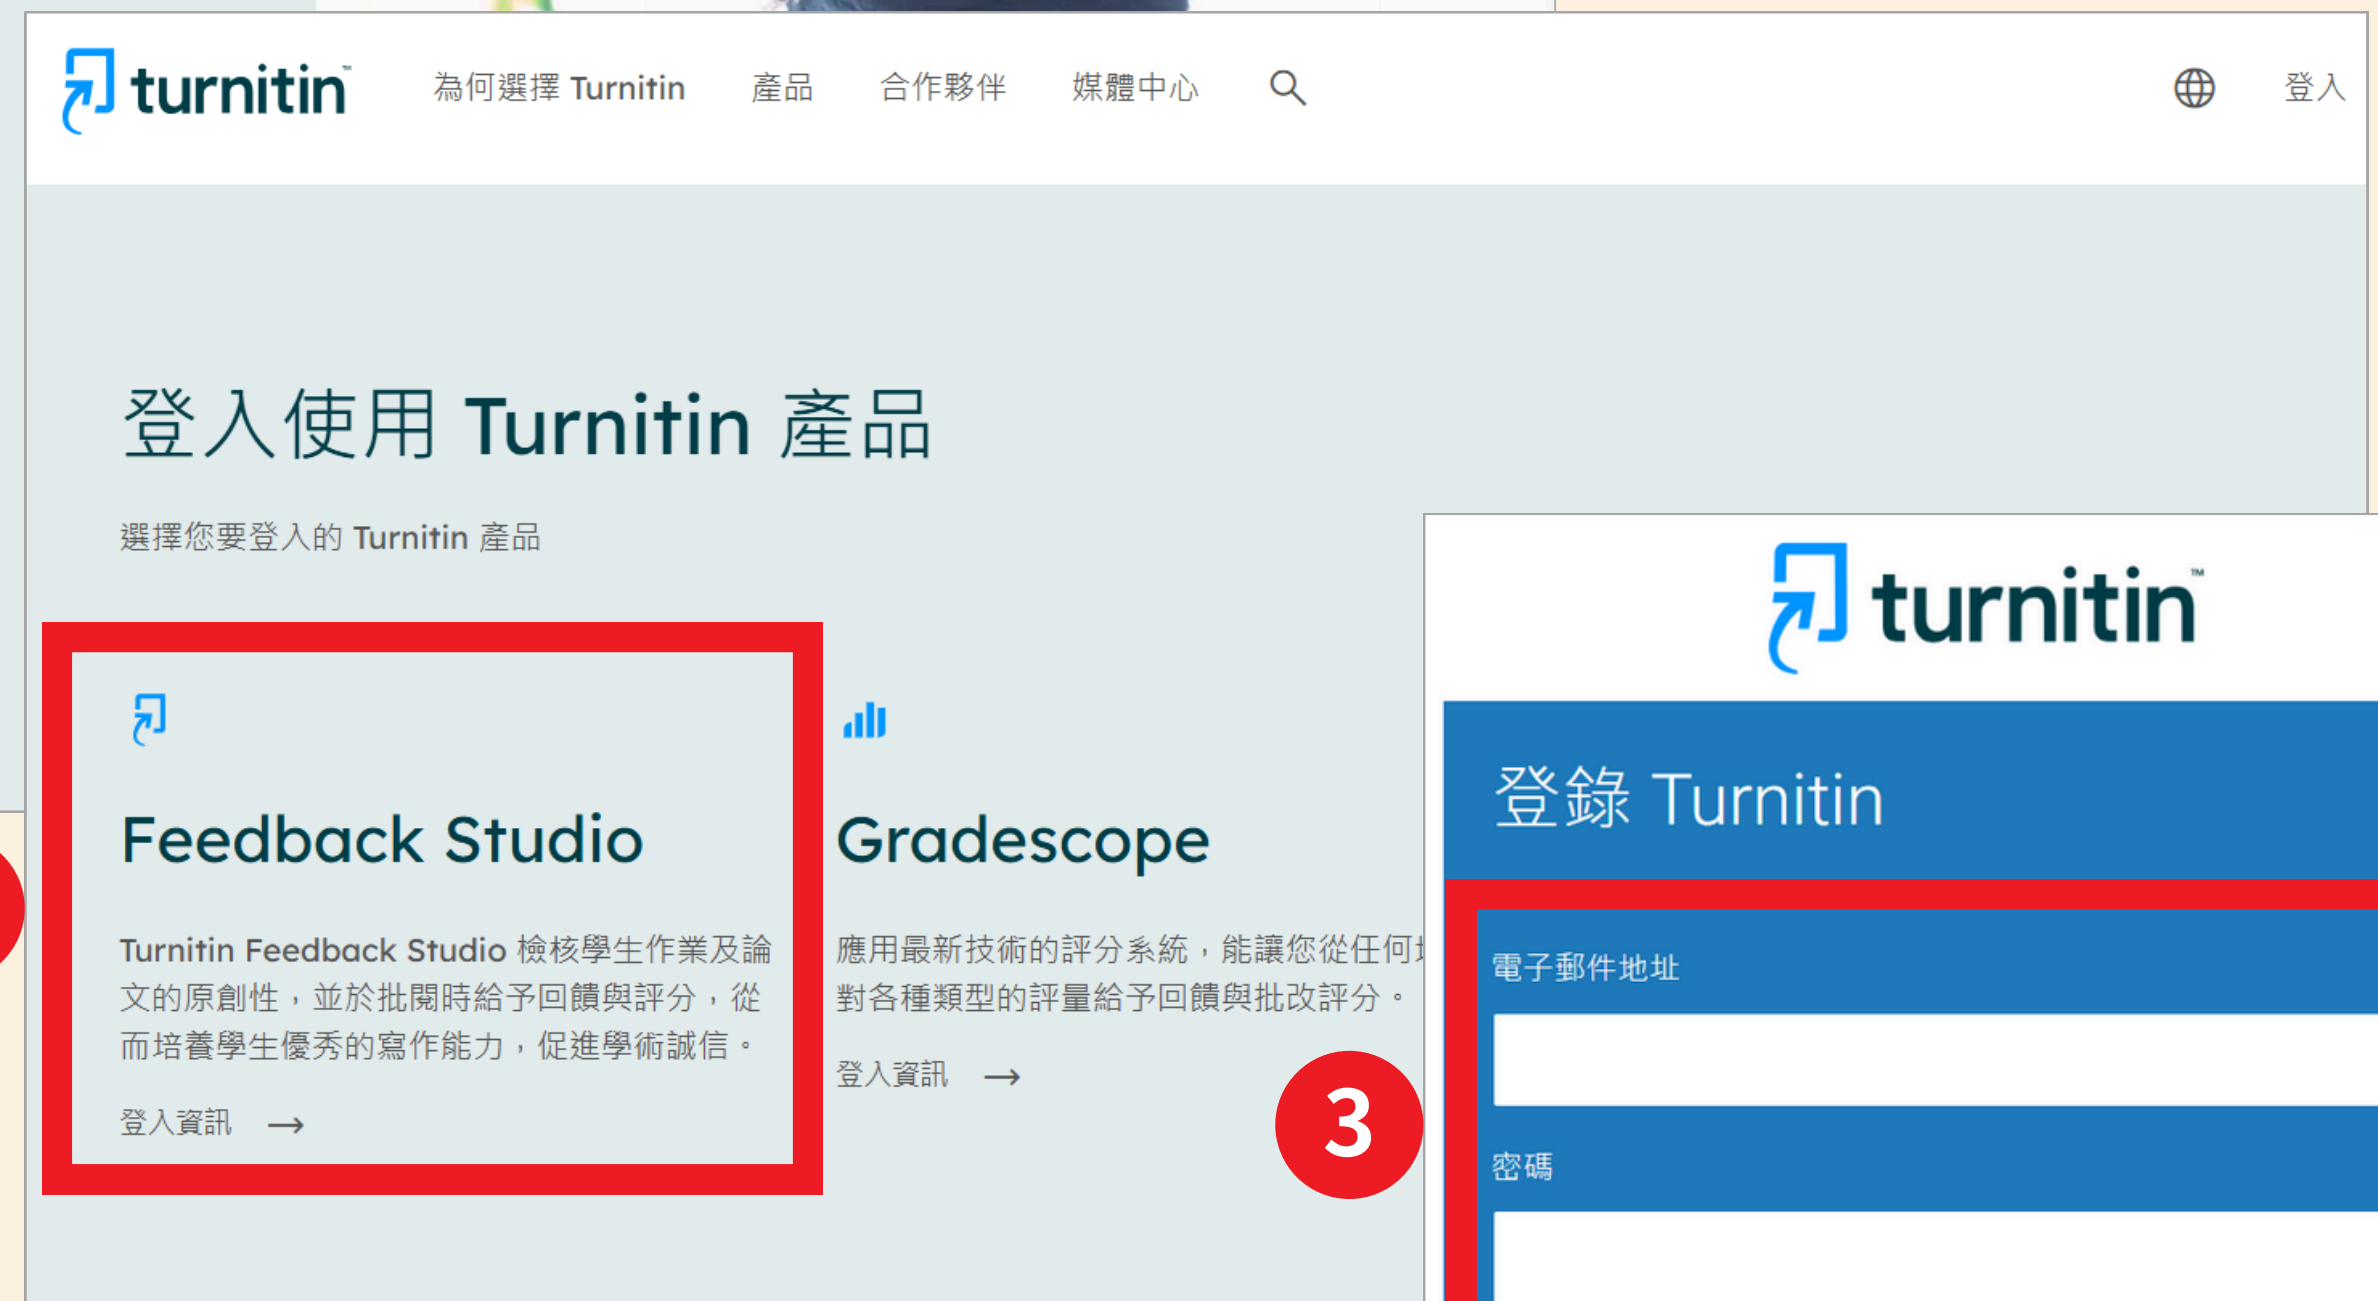 turnitin™
為何選擇 Turnitin 產品 合作夥伴 媒體中心 登入
登入使用 Turnitin 產品
選擇您要登入的 Turnitin 產品
Feedback Studio
Turnitin Feedback Studio 檢核學生作業及論
文的原創性，並於批閱時給予回饋與評分，從
而培養學生優秀的寫作能力，促進學術誠信。
登入資訊 →
Gradescope
應用最新技術的評分系統，能讓您從任何
對各種類型的評量給予回饋與批改評分。
登入資訊 →
3
turnitin™
登錄 Turnitin
電子郵件地址
密碼